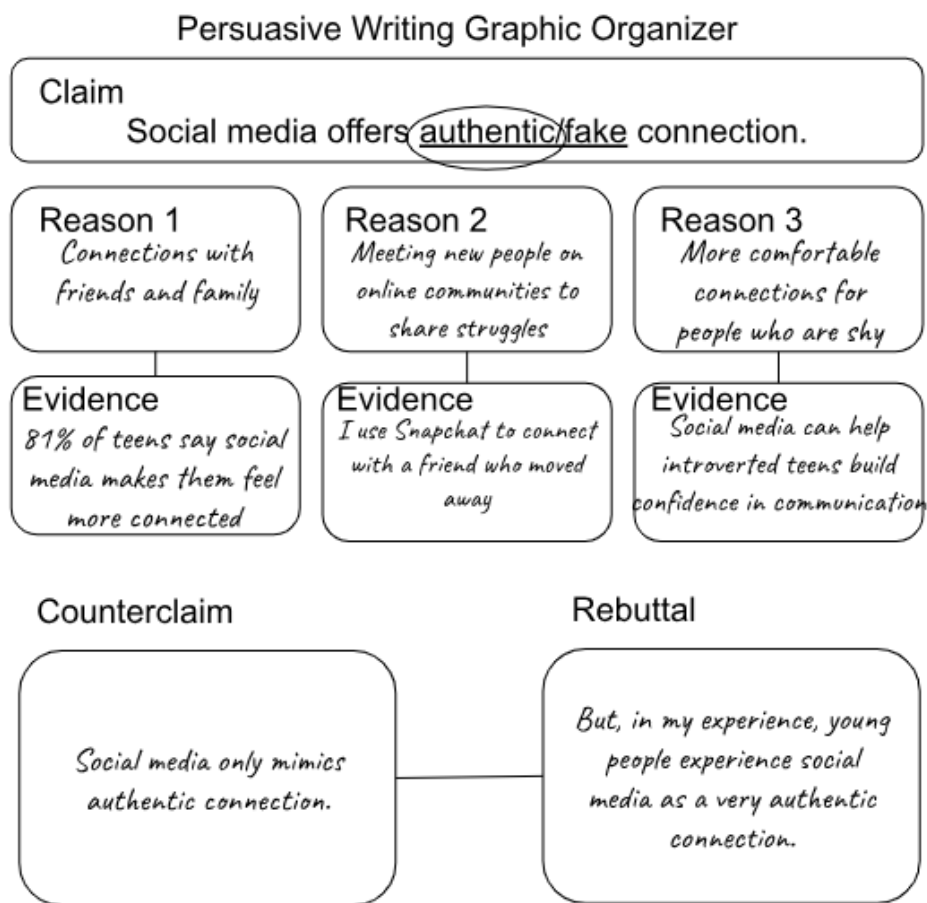 Persuasive Writing Graphic Organizer
Claim
Social media offers authentic/fake connection.
Reason 1
Connections with
friends and family
Reason 2
Meeting new people on
online communities to
share struggles
Reason 3
More comfortable
connections for
people who are shy
Evidence
81% of teens say social
media makes them feel
more connected
Evidence
I use Snapchat to connect
with a friend who moved
away
Evidence
Social media can help
introverted teens build
confidence in communication
Counterclaim
Social media only mimics
authentic connection.
Rebuttal
But, in my experience, young
people experience social
media as a very authentic
connection.